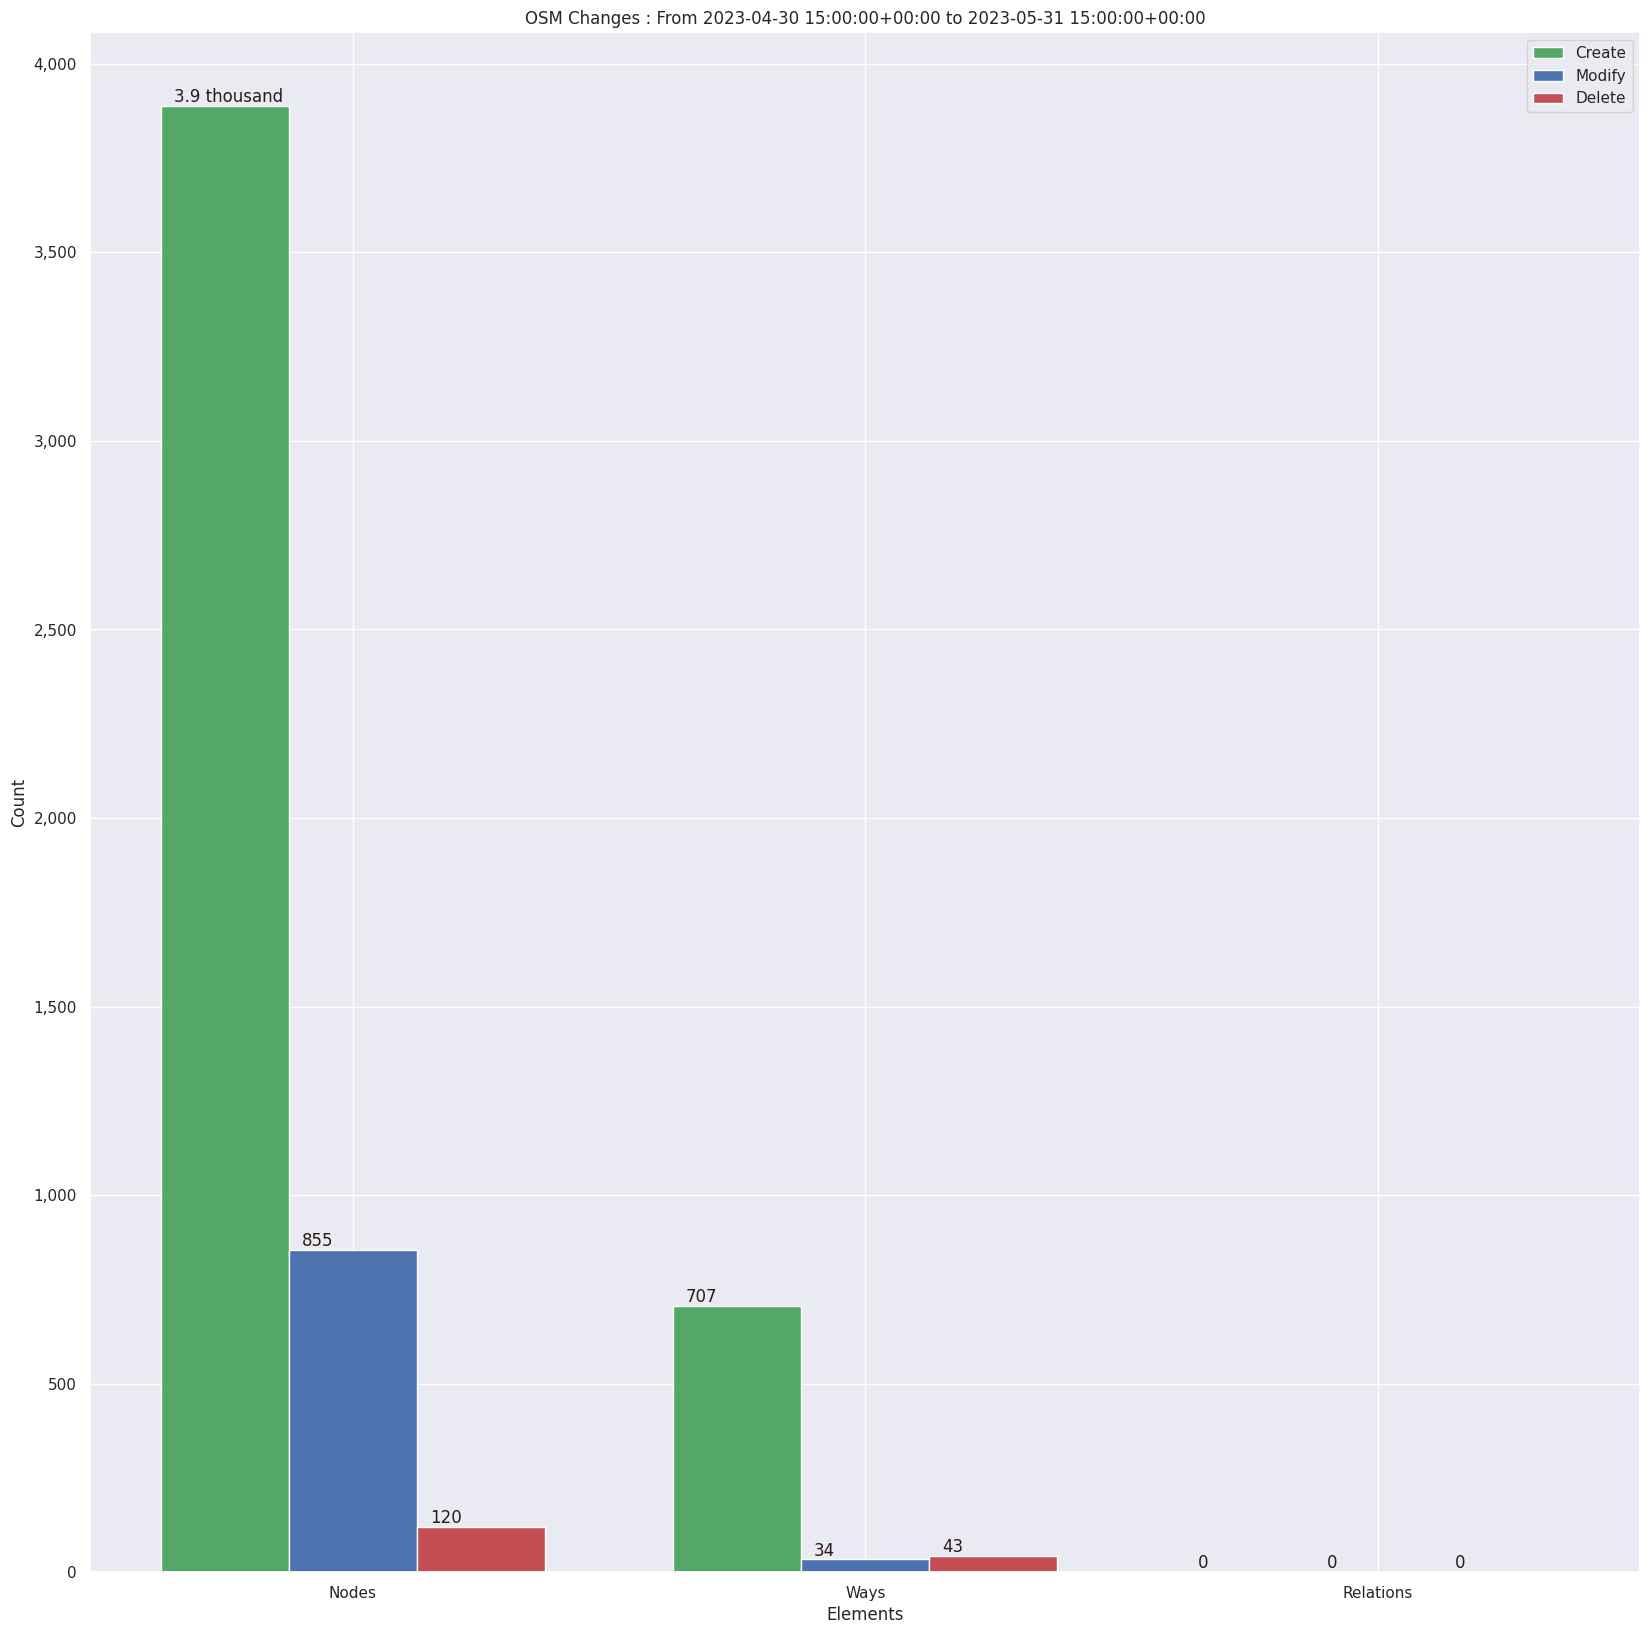 OSM Changes : From 2023-04-30 15:00:00+00:00 to 2023-05-31 15:00:00+00:00
Create
Modify
Delete
4,000
3,500
3,000
2,500
2,000
1,500
1,000
500
0
Count
3.9 thousand
855
120
707
34
43
0
0
0
Nodes
Ways
Relations
Elements